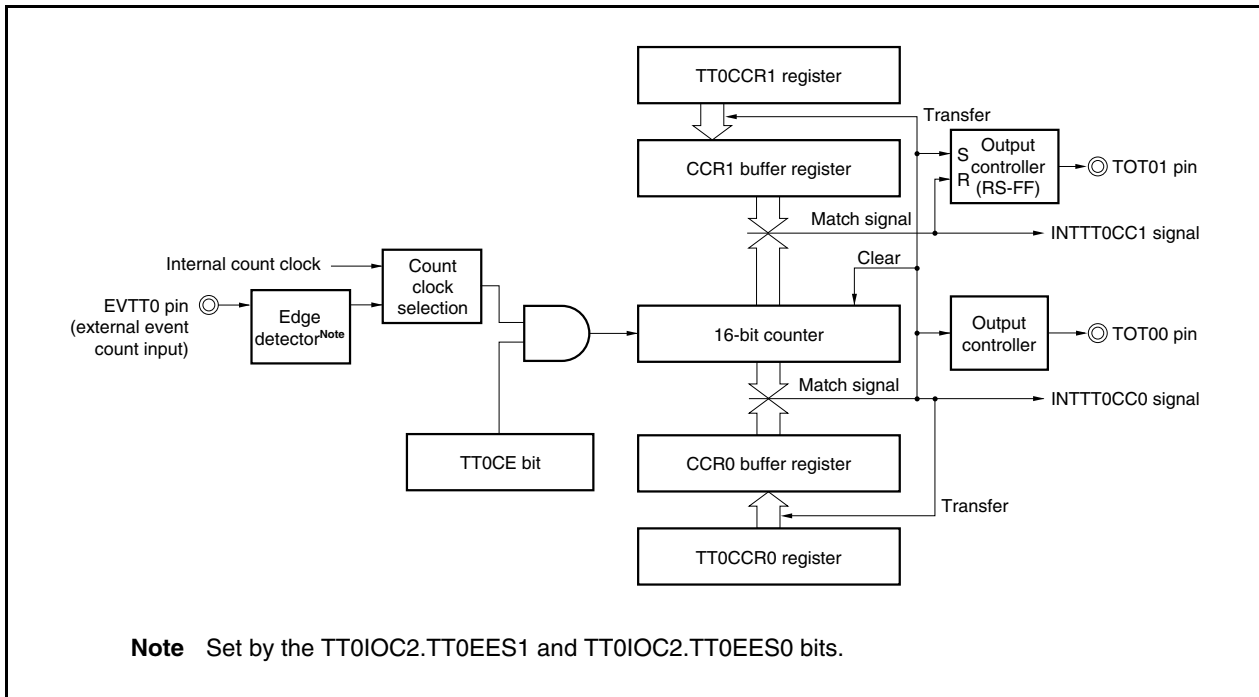 TT0CCR1 register
Transfer
CCR1 buffer register
S
R
Output
controller
(RS-FF)
TOT01 pin
Match signal
INTTT0CC1 signal
Internal count clock
Count
clock
selection
Clear
EVTT0 pin
(external event
count input)
Edge
detectorNote
16-bit counter
Output
controller
TOT00 pin
Match signal
INTTT0CC0 signal
TT0CE bit
CCR0 buffer register
Transfer
TT0CCR0 register
Note Set by the TT0IOC2.TT0EES1 and TT0IOC2.TT0EES0 bits.